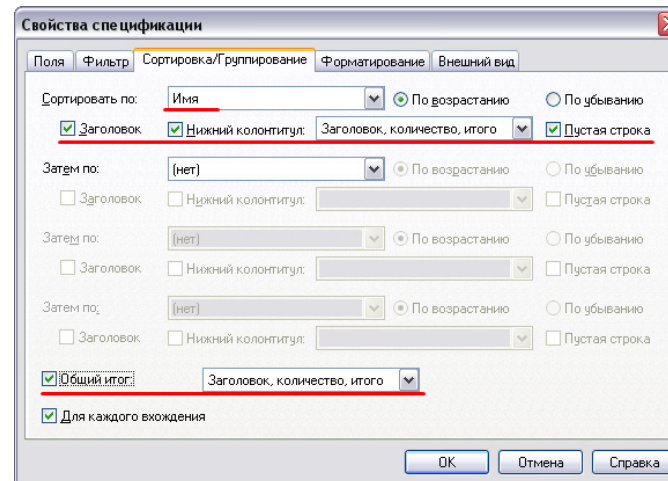 Свойства спецификации
Поля Фильтр Сортировка/Группирование Форматирование Внешний вид
Сортировать по: Имя По возрастанию По убыванию
Заголовок Нижний колонтитул: Заголовок, количество, итого Пустая строка
Затем по: (нет) По возрастанию По убыванию
Заголовок Нижний колонтитул: Пустая строка
Затем по: (нет) По возрастанию По убыванию
Заголовок Нижний колонтитул: Пустая строка
Затем по: (нет) По возрастанию По убыванию
Заголовок Нижний колонтитул: Пустая строка
Общий итог: Заголовок, количество, итого
Для каждого вхождения
OK Отмена Справка